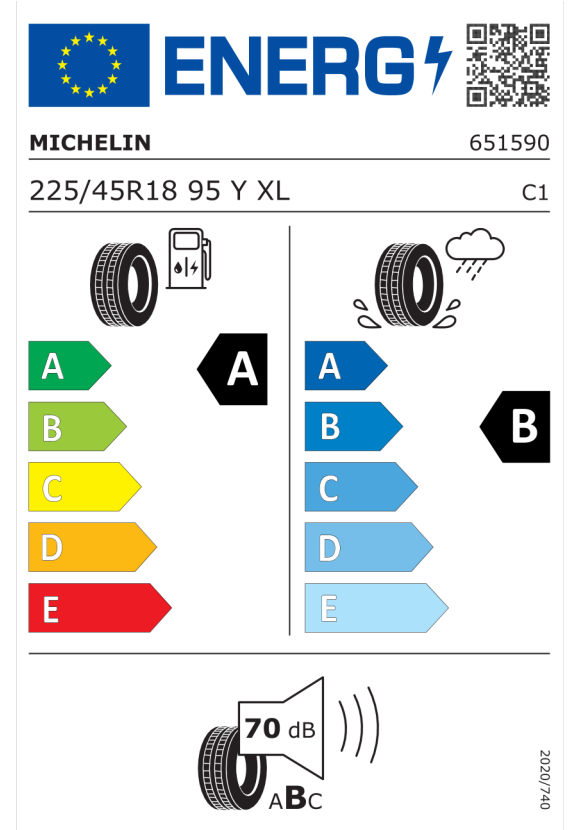 ENERG
MICHELIN 651590
225/45R18 95 Y XL C1
A A A
B B B
C C
D D
E E
70 dB
ABC
2020/740